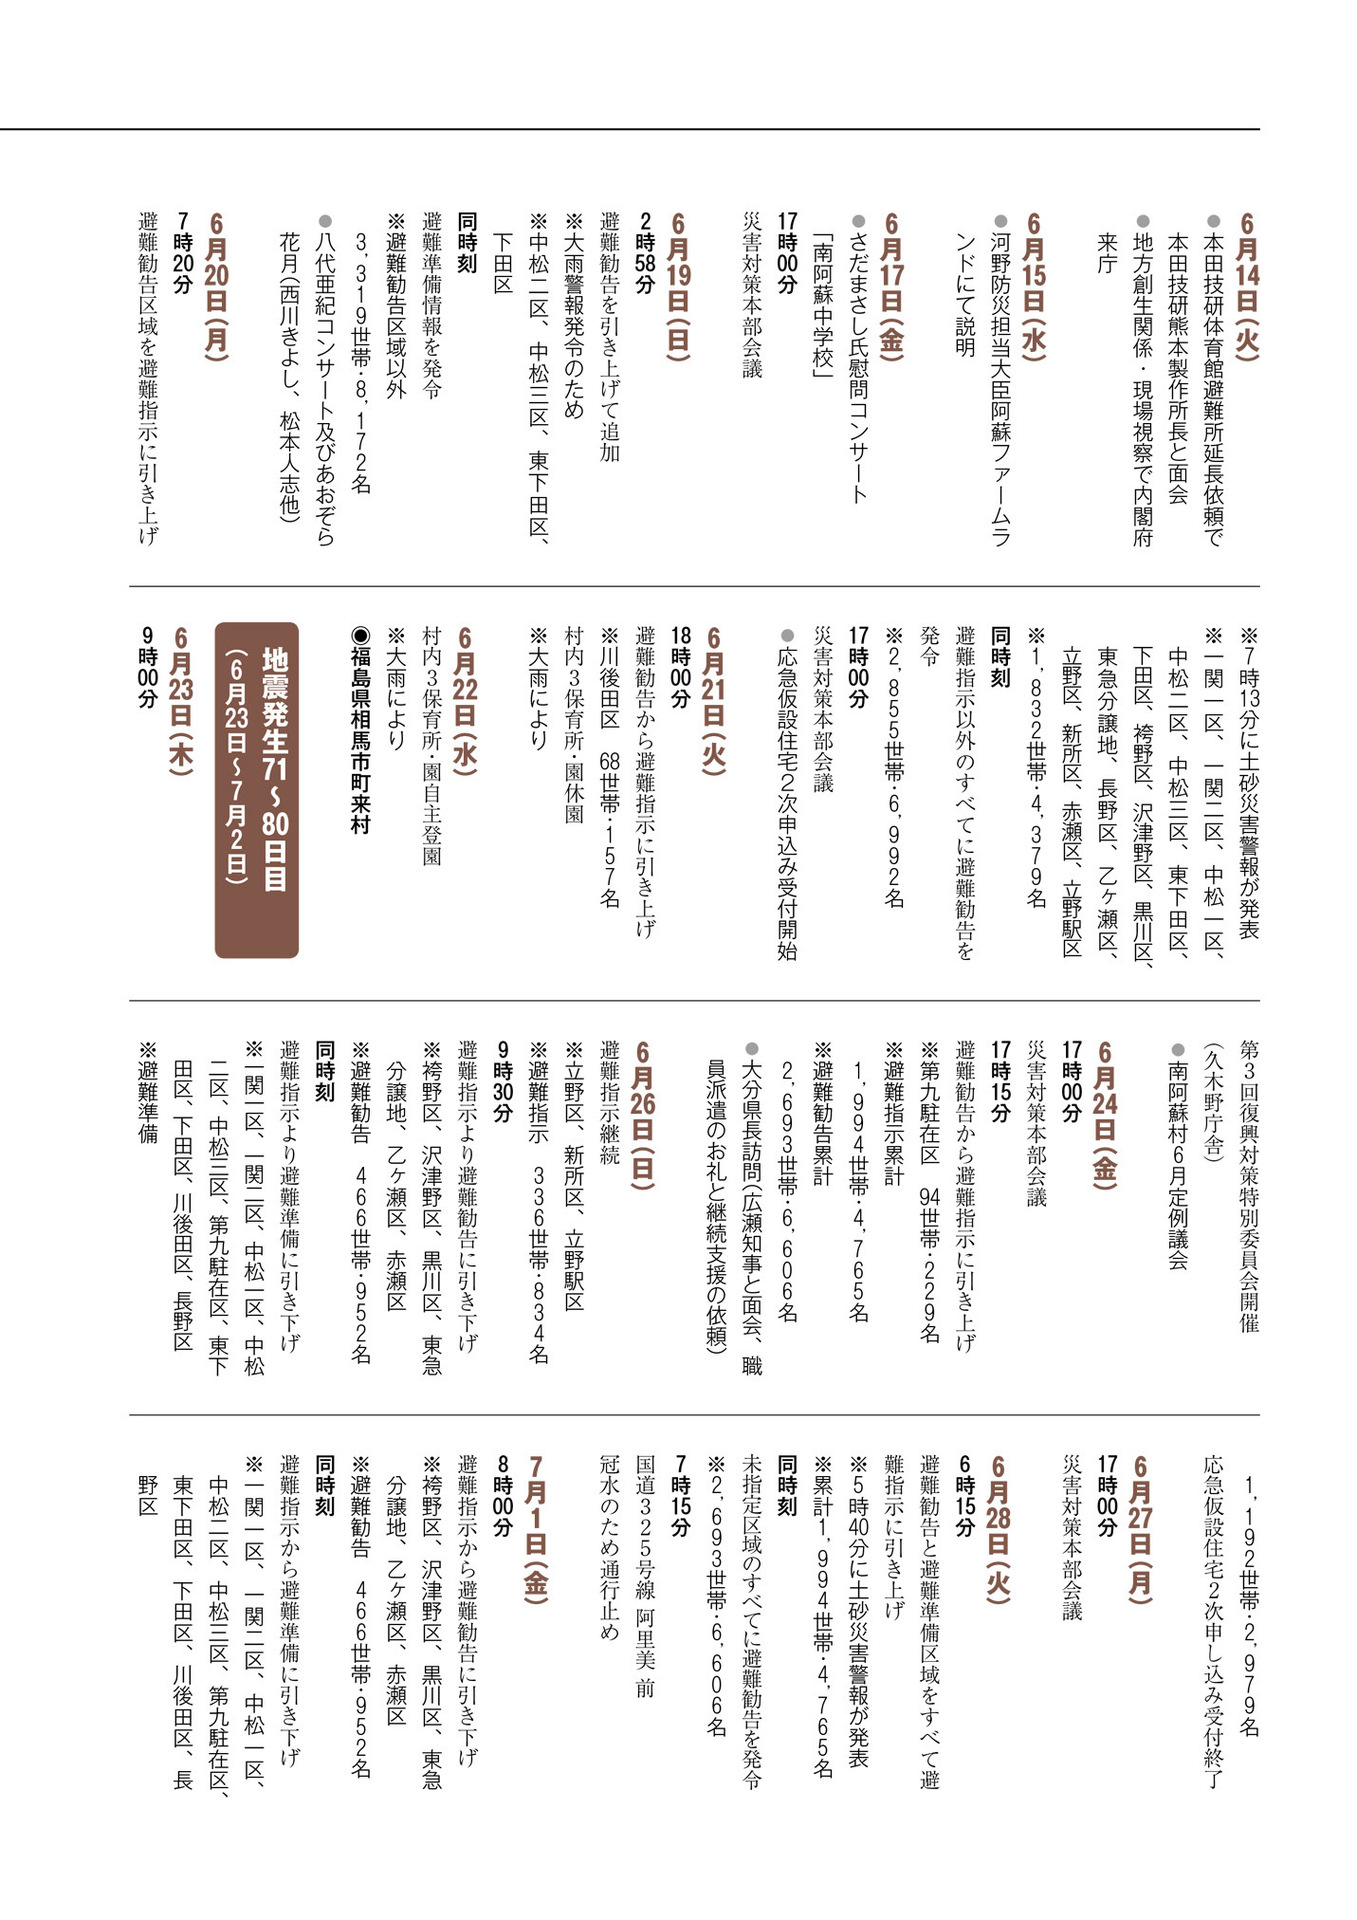 6月14日（火）
●本田技研体育館避難所延長依頼で
本田技研熊本製作所長と面会
●地方創生関係・現場視察で内閣府
来庁
6月15日（水）
●河野防災担当大臣阿蘇ファームラ
ンドにて説明
6月17日（金）
●さだまさし氏慰問コンサート
「南阿蘇中学校」
17時00分
災害対策本部会議
6月19日（日）
2時58分
避難勧告を引き上げて追加
※大雨警報発令のため
※中松二区、中松三区、東下田区、
下田区
同時刻
避難準備情報を発令
※避難勧告区域以外
3,319世帯・8,172名
●八代亜紀コンサート及びあおぞら
花月（西川きよし、松本人志他）
6月20日（月）
7時20分
避難勧告区域を避難指示に引き上げ
※7時13分に土砂災害警報が発表
※一関一区、一関二区、中松一区、
中松二区、中松三区、東下田区、
下田区、袴野区、沢津野区、黒川区、
東急分譲地、長野区、乙ヶ瀬区、
立野区、新所区、赤瀬区、立野駅区
※1,832世帯・4,379名
同時刻
避難指示以外のすべてに避難勧告を
発令
※2,855世帯・6,992名
17時00分
災害対策本部会議
●応急仮設住宅2次申込み受付開始
6月21日（火）
18時00分
避難勧告から避難指示に引き上げ
※川後田区　68世帯・157名
村内3保育所・園休園
※大雨により
6月22日（水）
村内3保育所・園自主登園
※大雨により
◉福島県相馬市町来村
地震発生71～80日目
（6月23日～7月2日）
6月23日（木）
9時00分
第3回復興対策特別委員会開催
（久木野庁舎）
●南阿蘇村6月定例議会
6月24日（金）
17時00分
災害対策本部会議
17時15分
避難勧告から避難指示に引き上げ
※第九駐在区　94世帯・229名
※避難指示累計
1,994世帯・4,765名
※避難勧告累計
2,693世帯・6,606名
●大分県長訪問（広瀬知事と面会、職
員派遣のお礼と継続支援の依頼）
6月26日（日）
避難指示継続
※立野区、新所区、立野駅区
※避難指示　336世帯・834名
9時30分
避難指示より避難勧告に引き下げ
※袴野区、沢津野区、黒川区、東急
分譲地、乙ヶ瀬区、赤瀬区
※避難勧告　466世帯・952名
同時刻
避難指示より避難準備に引き下げ
※一関一区、一関二区、中松一区、中松
二区、中松三区、第九駐在区、東下
田区、下田区、川後田区、長野区
※避難準備
1,192世帯・2,979名
応急仮設住宅2次申し込み受付終了
6月27日（月）
17時00分
災害対策本部会議
6月28日（火）
6時15分
避難勧告と避難準備区域をすべて避
難指示に引き上げ
※5時40分に土砂災害警報が発表
※累計1,994世帯・4,765名
同時刻
未指定区域のすべてに避難勧告を発令
※2,693世帯・6,606名
7時15分
国道325号線 阿里美 前
冠水のため通行止め
7月1日（金）
8時00分
避難指示から避難勧告に引き下げ
※袴野区、沢津野区、黒川区、東急
分譲地、乙ヶ瀬区、赤瀬区
※避難勧告　466世帯・952名
同時刻
避難指示から避難準備に引き下げ
※一関一区、一関二区、中松一区、
中松二区、中松三区、第九駐在区、
東下田区、下田区、川後田区、長
野区